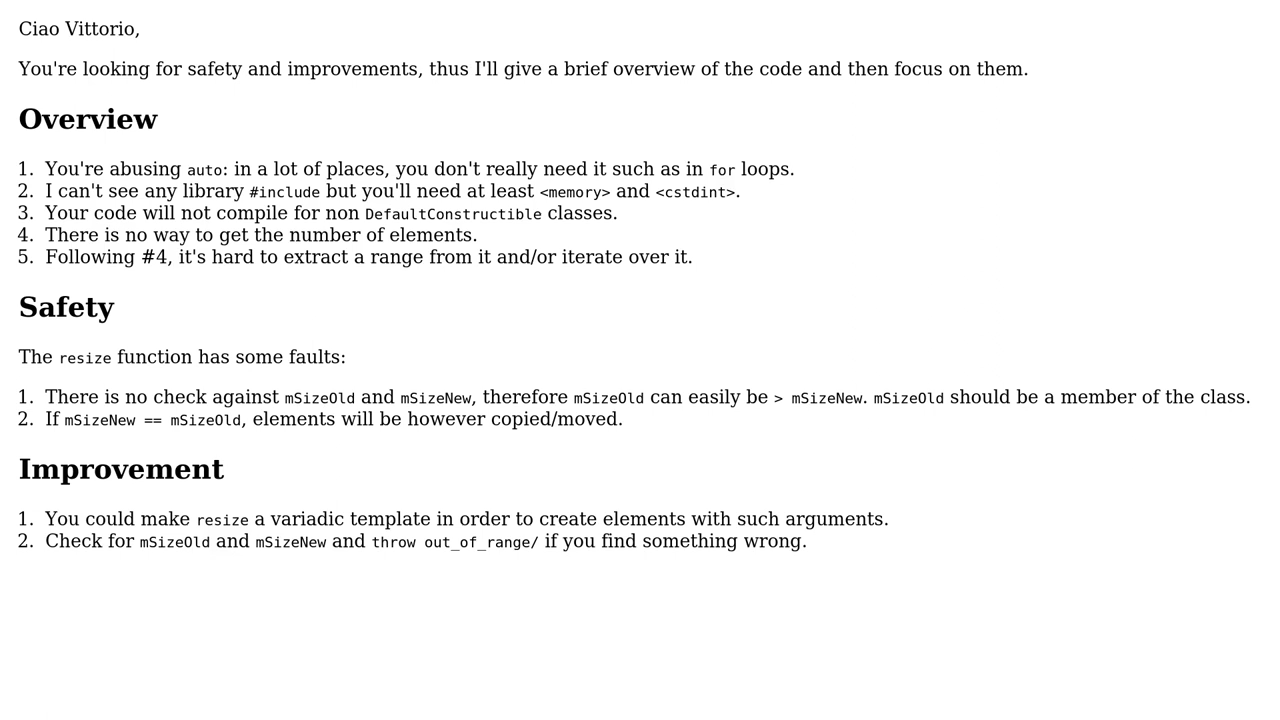 Ciao Vittorio,
You're looking for safety and improvements, thus I'll give a brief overview of the code and then focus on them.
Overview
1. You're abusing auto: in a lot of places, you don't really need it such as in for loops.
2. I can't see any library #include but you'll need at least <memory> and <cstdint>.
3. Your code will not compile for non DefaultConstructible classes.
4. There is no way to get the number of elements.
5. Following #4, it's hard to extract a range from it and/or iterate over it.
Safety
The resize function has some faults:
1. There is no check against mSizeOld and mSizeNew, therefore mSizeOld can easily be > mSizeNew. mSizeOld should be a member of the class.
2. If mSizeNew == mSizeOld, elements will be however copied/moved.
Improvement
1. You could make resize a variadic template in order to create elements with such arguments.
2. Check for mSizeOld and mSizeNew and throw out_of_range/ if you find something wrong.